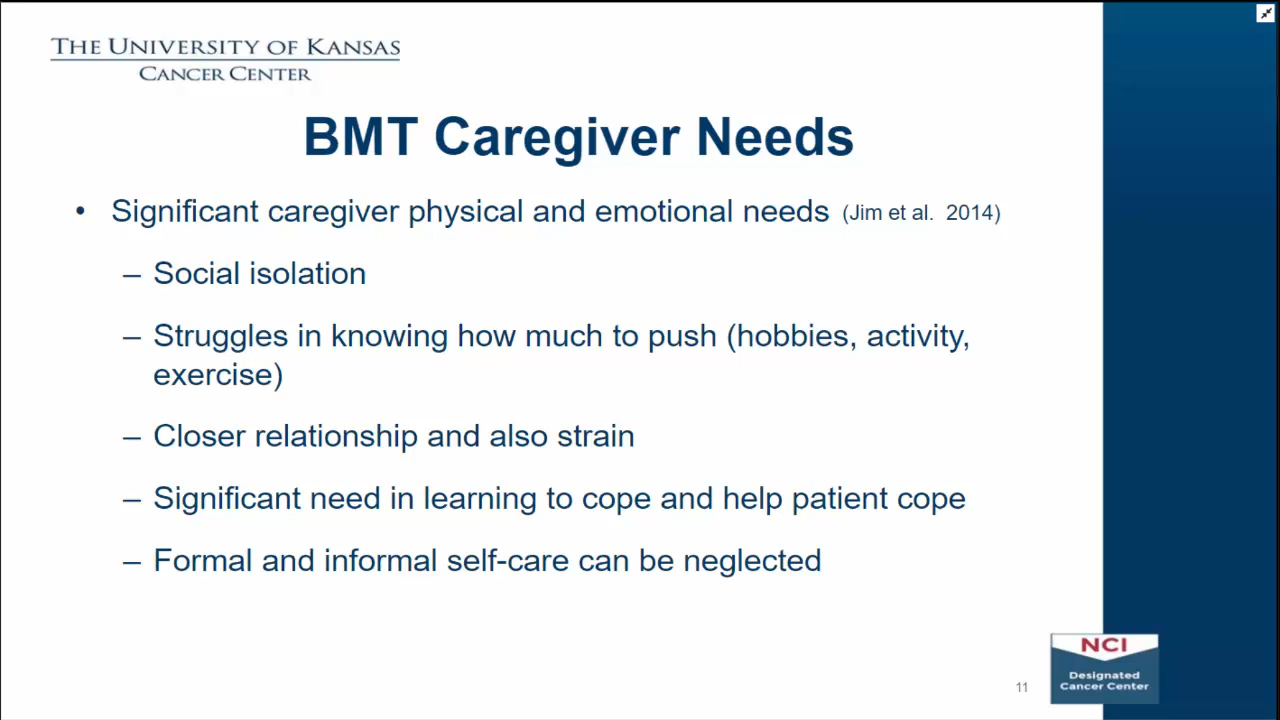 THE UNIVERSITY OF KANSAS
CANCER CENTER
BMT Caregiver Needs
• Significant caregiver physical and emotional needs (Jim et al. 2014)
– Social isolation
– Struggles in knowing how much to push (hobbies, activity,
exercise)
– Closer relationship and also strain
– Significant need in learning to cope and help patient cope
– Formal and informal self-care can be neglected
11
NCI
Designated
Cancer Center